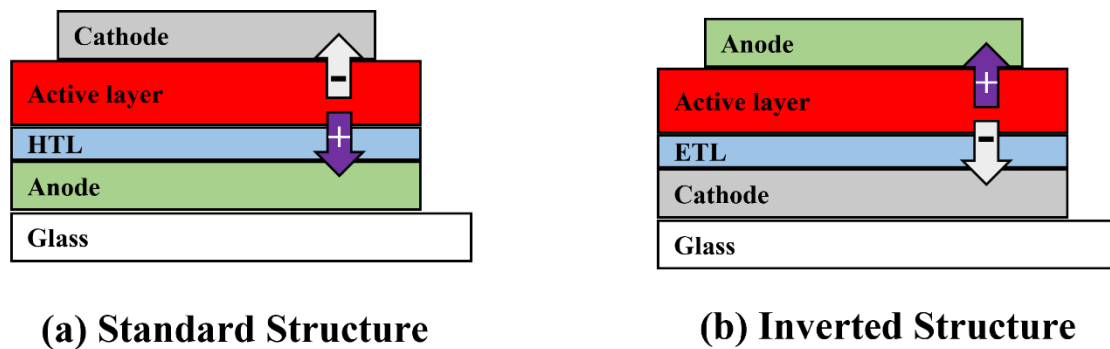 Cathode
-
Active layer
+
HTL
Anode
Glass
(a) Standard Structure
Anode
+
Active layer
-
ETL
Cathode
Glass
(b) Inverted Structure